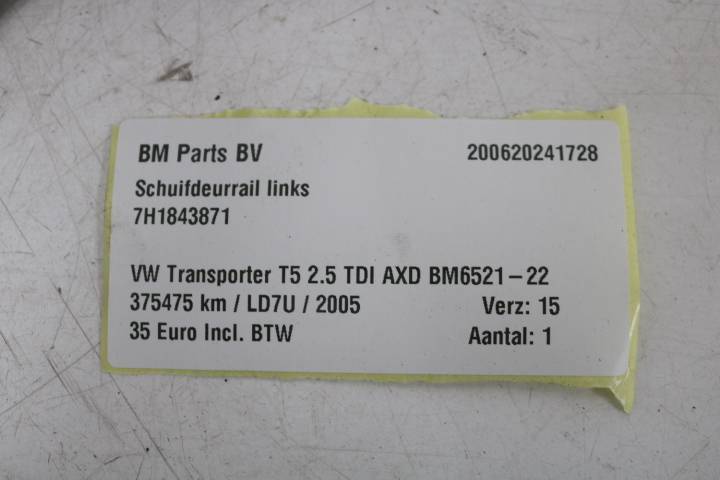 BM Parts BV 200620241728
Schuifdeurrail links
7H1843871
VW Transporter T5 2.5 TDI AXD BM6521-22
375475 km / LD7U / 2005 Verz: 15
35 Euro Incl. BTW Aantal: 1